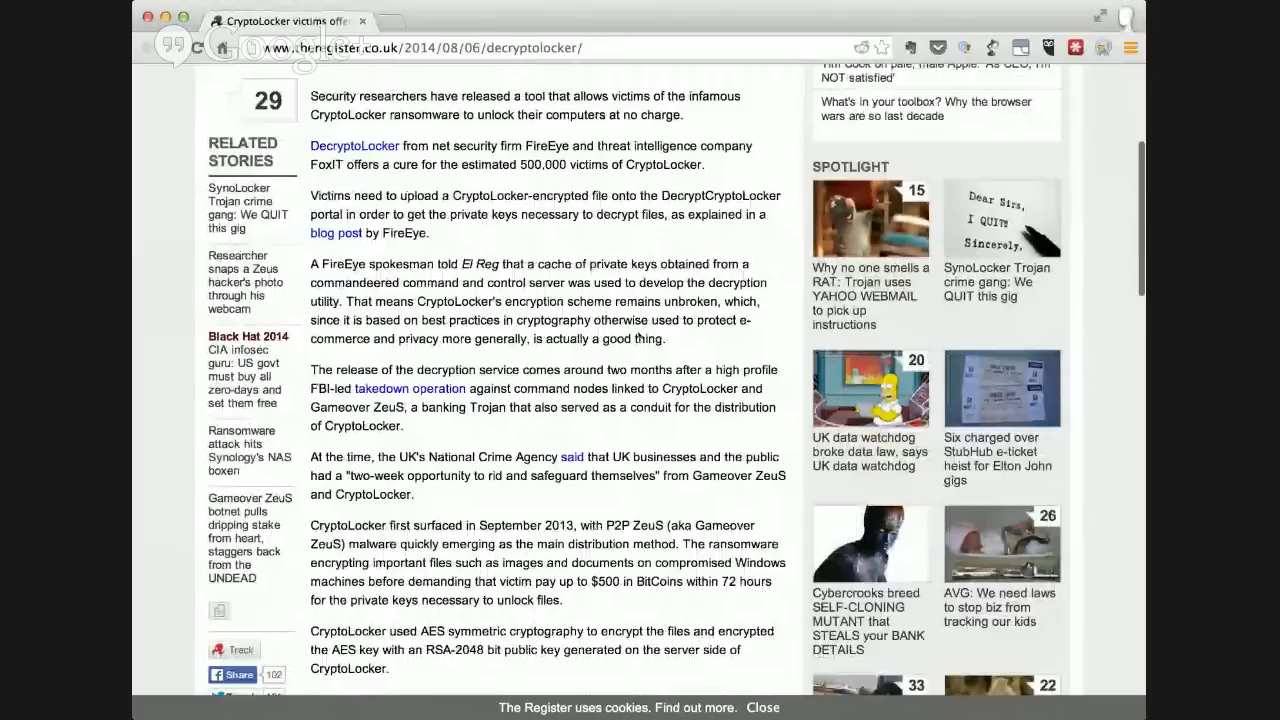 CryptoLocker victims offe
Google+
www.theregister.co.uk/2014/08/06/decryptolocker/
29
RELATED
STORIES
SynoLocker
Trojan crime
gang: We QUIT
this gig
Researcher
snaps a Zeus
hacker's photo
through his
webcam
Black Hat 2014
CIA infosec
guru: US govt
must buy all
zero-days and
set them free
Ransomware
attack hits
Synology's NAS
boxen
Gameover ZeuS
botnet pulls
dripping stake
from heart,
staggers back
from the
UNDEAD
Track
Share 102
Security researchers have released a tool that allows victims of the infamous
CryptoLocker ransomware to unlock their computers at no charge.
DecryptoLocker from net security firm FireEye and threat intelligence company
FoxIT offers a cure for the estimated 500,000 victims of CryptoLocker.
Victims need to upload a CryptoLocker-encrypted file onto the DecryptCryptoLocker
portal in order to get the private keys necessary to decrypt files, as explained in a
blog post by FireEye.
A FireEye spokesman told El Reg that a cache of private keys obtained from a
commandeered command and control server was used to develop the decryption
utility. That means CryptoLocker's encryption scheme remains unbroken, which,
since it is based on best practices in cryptography otherwise used to protect e-
commerce and privacy more generally, is actually a good thing.
The release of the decryption service comes around two months after a high profile
FBI-led takedown operation against command nodes linked to CryptoLocker and
Gameover ZeuS, a banking Trojan that also served as a conduit for the distribution
of CryptoLocker.
At the time, the UK's National Crime Agency said that UK businesses and the public
had a "two-week opportunity to rid and safeguard themselves" from Gameover ZeuS
and CryptoLocker.
CryptoLocker first surfaced in September 2013, with P2P ZeuS (aka Gameover
ZeuS) malware quickly emerging as the main distribution method. The ransomware
encrypting important files such as images and documents on compromised Windows
machines before demanding that victim pay up to $500 in BitCoins within 72 hours
for the private keys necessary to unlock files.
CryptoLocker used AES symmetric cryptography to encrypt the files and encrypted
the AES key with an RSA-2048 bit public key generated on the server side of
CryptoLocker.
Tim Cook on pale, male Apple: 'As CEO, I'm
NOT satisfied'
What's in your toolbox? Why the browser
wars are so last decade
SPOTLIGHT
15
Why no one smells a
RAT: Trojan uses
YAHOO WEBMAIL
to pick up
instructions
Dear Sirs,
I QUIT!
Sincerely,
SynoLocker Trojan
crime gang: We
QUIT this gig
20
UK data watchdog
broke data law, says
UK data watchdog
Six charged over
StubHub e-ticket
heist for Elton John
gigs
Cybercrooks breed
SELF-CLONING
MUTANT that
STEALS your BANK
DETAILS
26
AVG: We need laws
to stop biz from
tracking our kids
33
22
The Register uses cookies. Find out more. Close